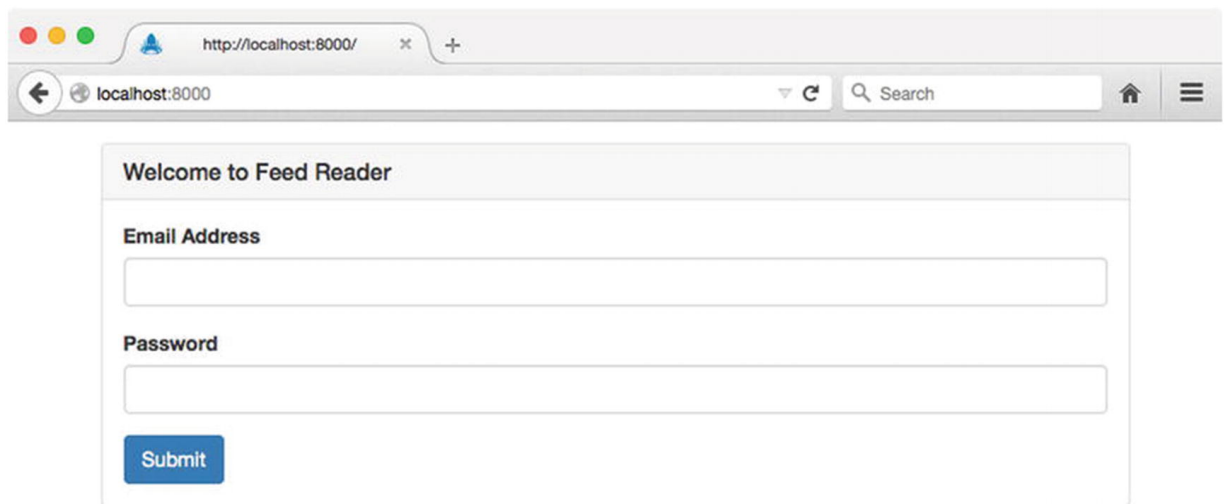 http://localhost:8000/
localhost:8000
Search
Welcome to Feed Reader
Email Address
Password
Submit